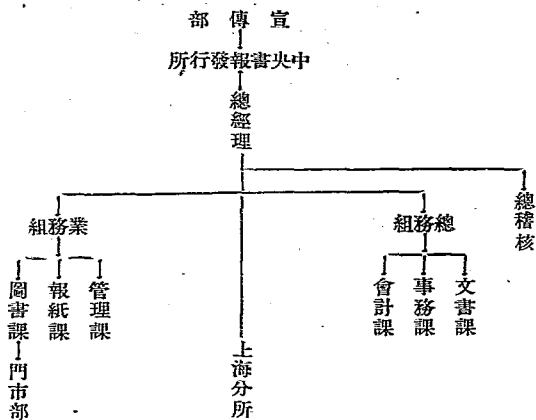 宣傳部
中央書報發行所
總經理
總稽核
總務組
文書課
事務課
會計課
上海分所
業務組
管理課
報紙課
圖書課
門市部